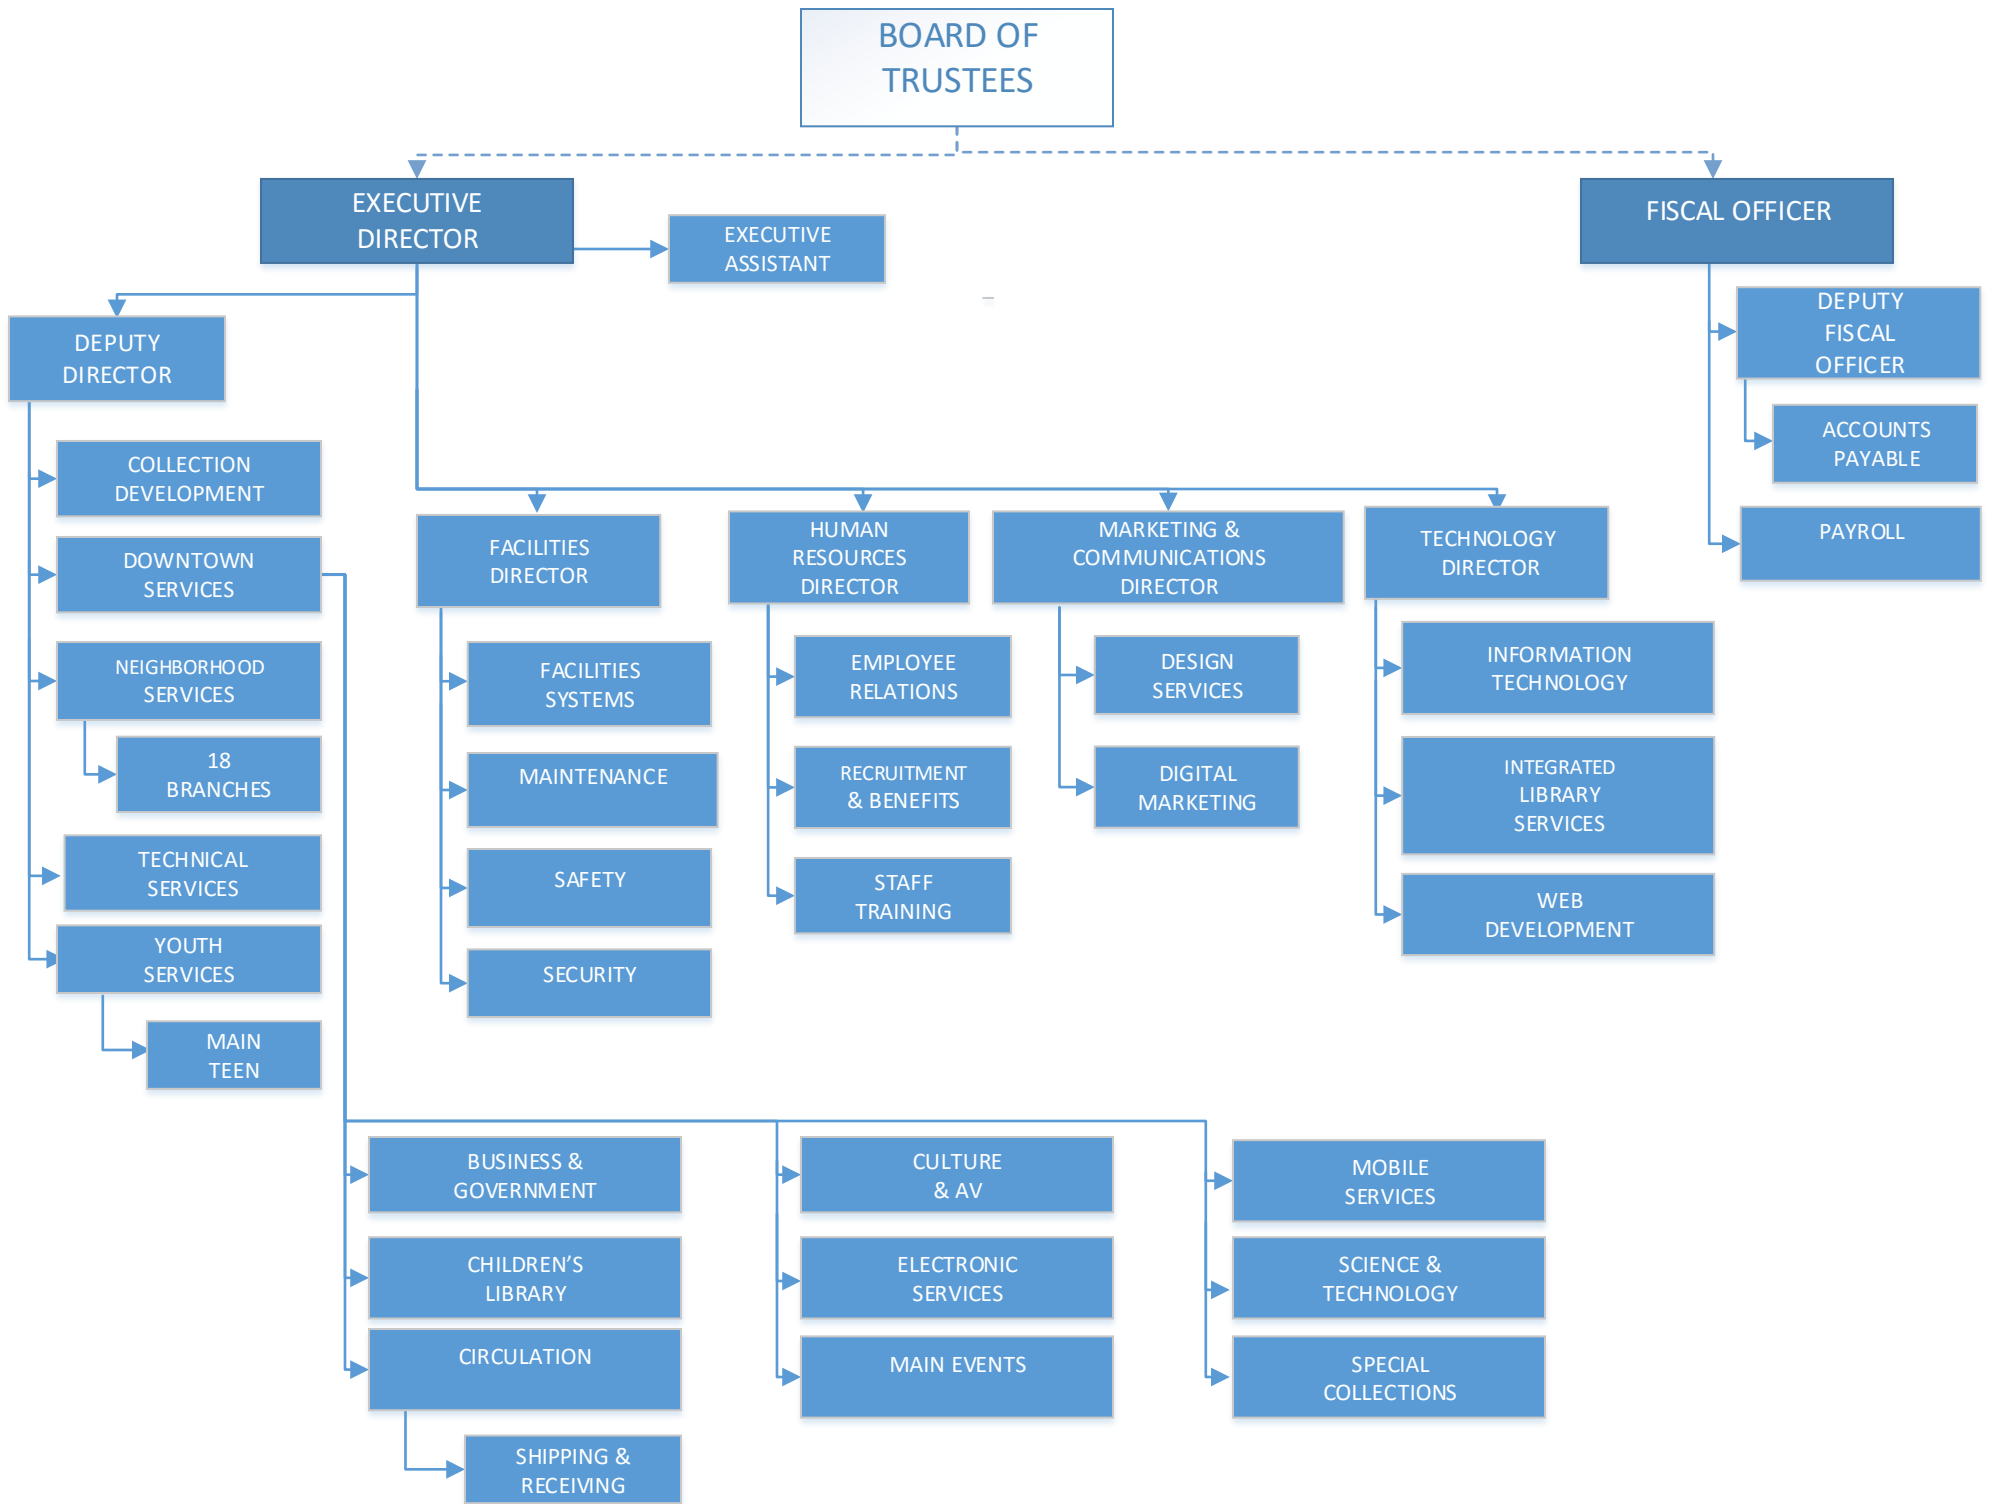 BOARD OF
TRUSTEES
EXECUTIVE
DIRECTOR
FISCAL OFFICER
EXECUTIVE
ASSISTANT
DEPUTY
DIRECTOR
DEPUTY
FISCAL
OFFICER
ACCOUNTS
PAYABLE
PAYROLL
COLLECTION
DEVELOPMENT
DOWNTOWN
SERVICES
NEIGHBORHOOD
SERVICES
18
BRANCHES
TECHNICAL
SERVICES
YOUTH
SERVICES
MAIN
TEEN
FACILITIES
DIRECTOR
FACILITIES
SYSTEMS
MAINTENANCE
SAFETY
SECURITY
HUMAN
RESOURCES
DIRECTOR
EMPLOYEE
RELATIONS
RECRUITMENT
& BENEFITS
STAFF
TRAINING
MARKETING &
COMMUNICATIONS
DIRECTOR
DESIGN
SERVICES
DIGITAL
MARKETING
TECHNOLOGY
DIRECTOR
INFORMATION
TECHNOLOGY
INTEGRATED
LIBRARY
SERVICES
WEB
DEVELOPMENT
BUSINESS &
GOVERNMENT
CHILDREN’S
LIBRARY
CIRCULATION
SHIPPING &
RECEIVING
CULTURE
& AV
ELECTRONIC
SERVICES
MAIN EVENTS
MOBILE
SERVICES
SCIENCE &
TECHNOLOGY
SPECIAL
COLLECTIONS